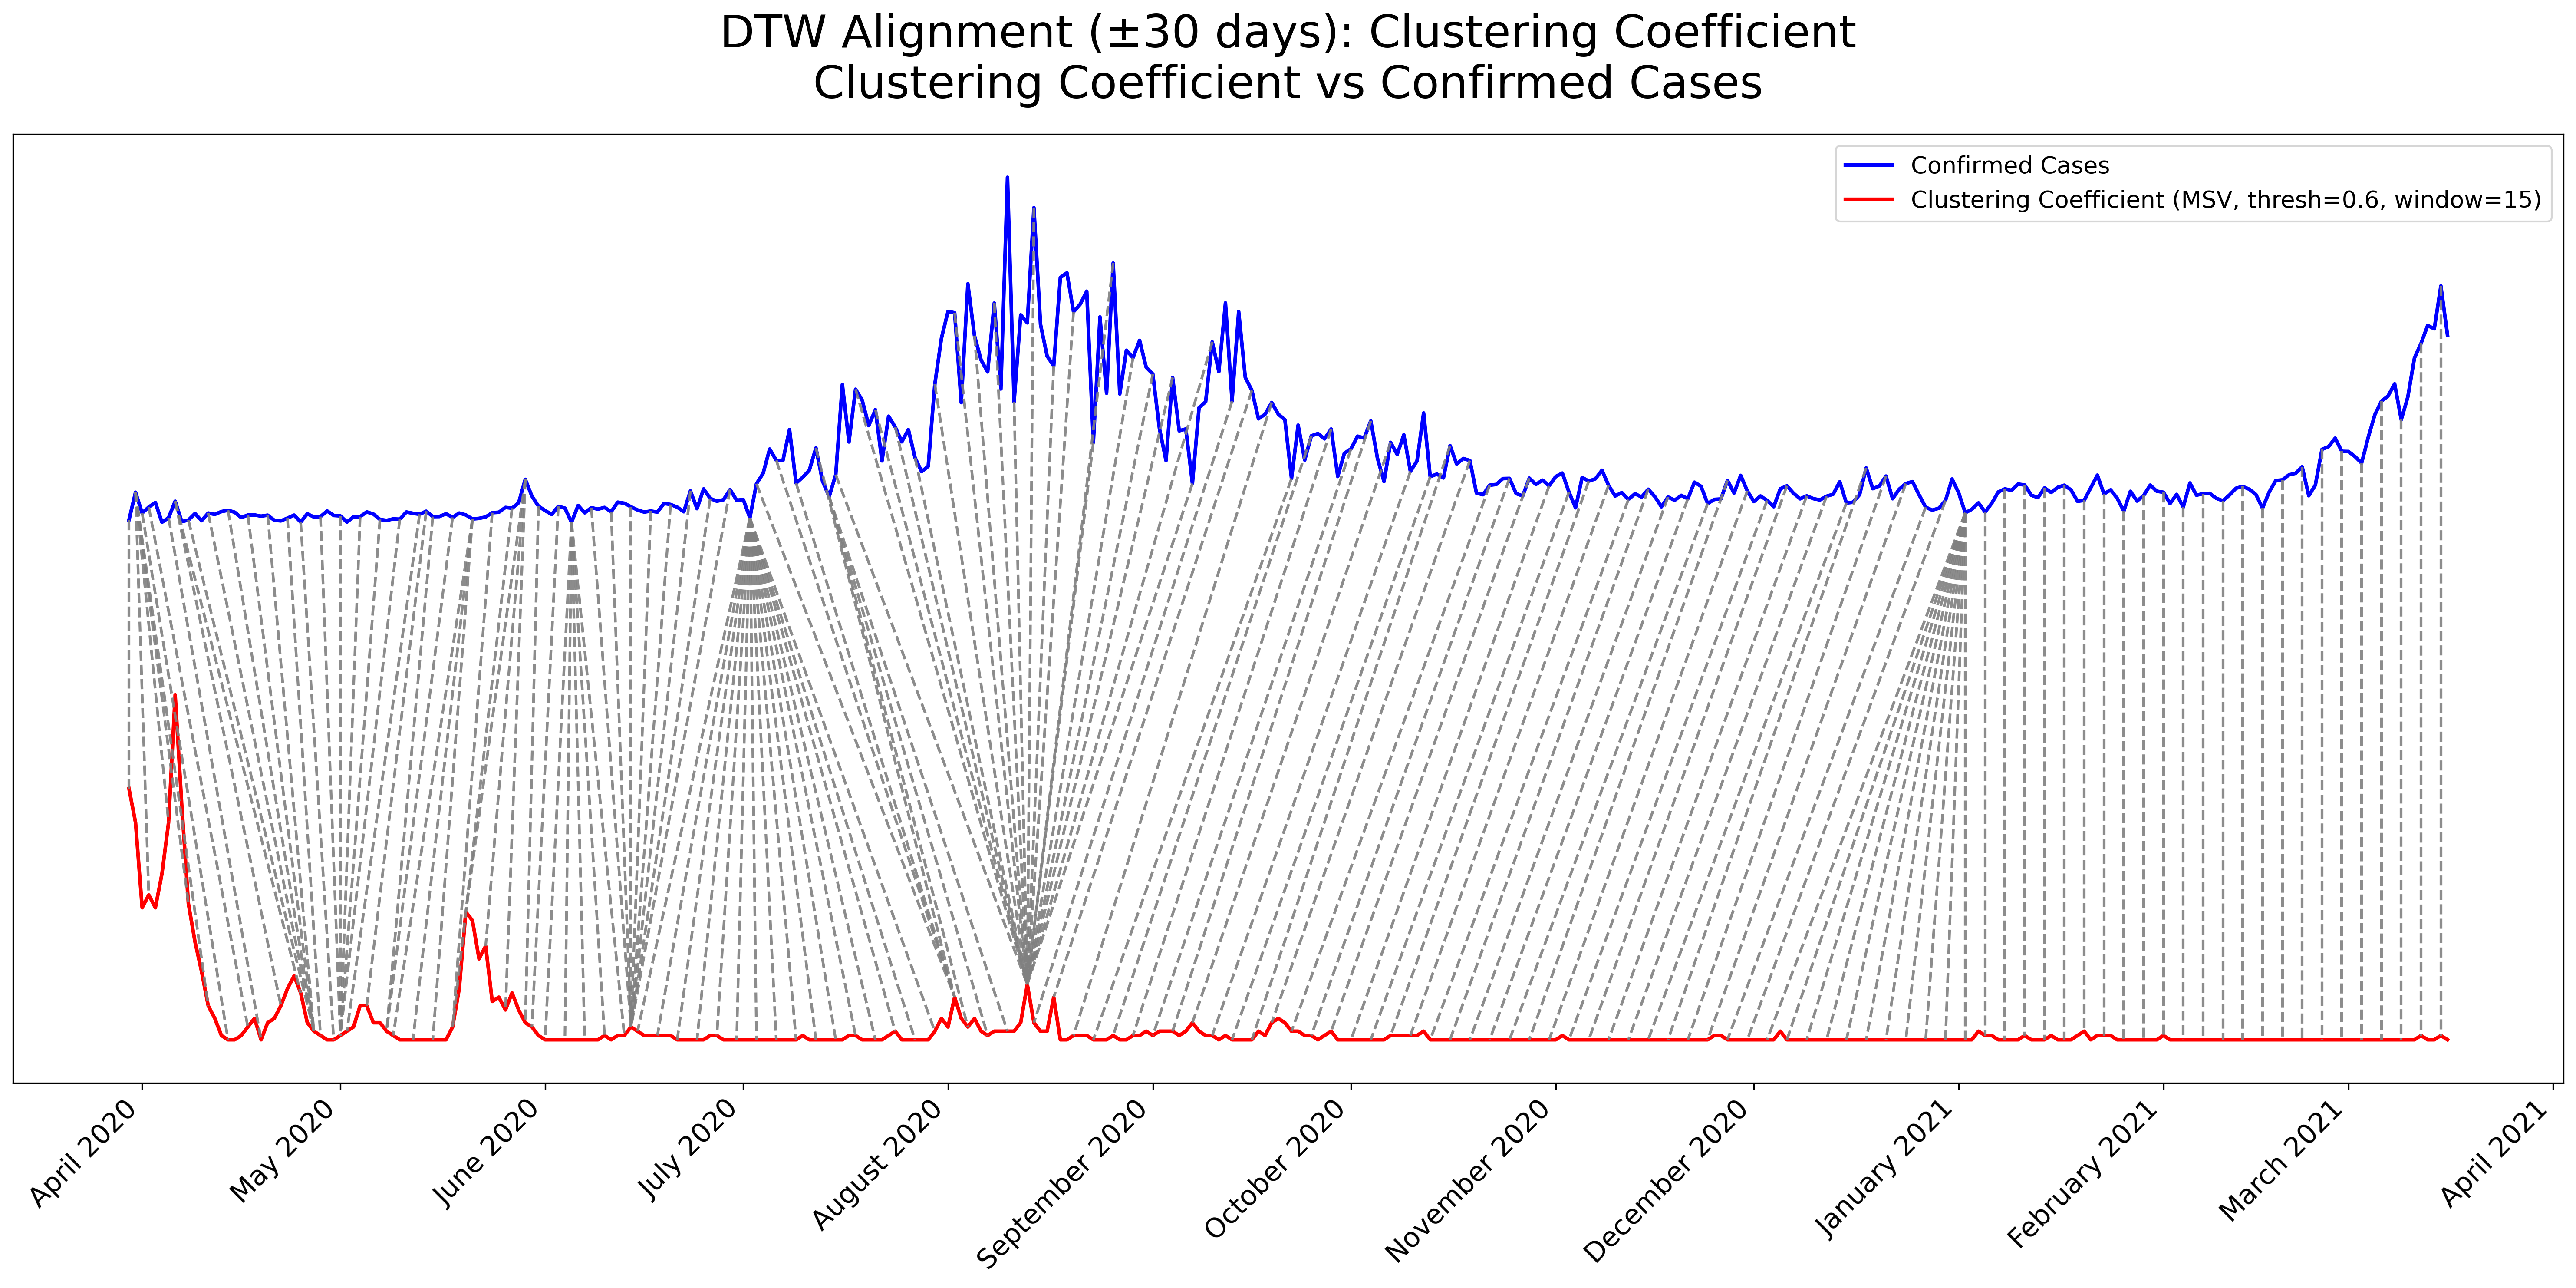 DTW Alignment (±30 days): Clustering Coefficient
Clustering Coefficient vs Confirmed Cases
Confirmed Cases
Clustering Coefficient (MSV, thresh=0.6, window=15)
April 2020
May 2020
June 2020
July 2020
August 2020
September 2020
October 2020
November 2020
December 2020
January 2021
February 2021
March 2021
April 2021